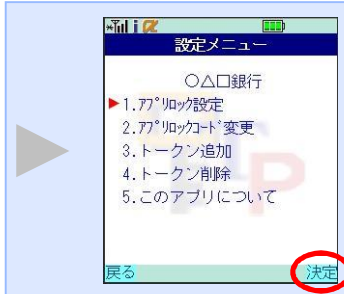 設定メニュー
○△□銀行
1.ｱﾌﾟﾘﾛｯｸ設定
2.ｱﾌﾟﾘﾛｯｸｺｰﾄﾞ変更
3.トークン追加
4.トークン削除
5.このアプリについて
戻る 決定